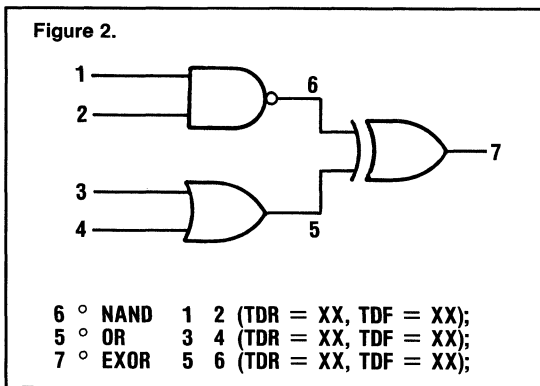 Figure 2.
1
2
6
7
3
4
5
6 ° NAND 1 2 (TDR = XX, TDF = XX);
5 ° OR 3 4 (TDR = XX, TDF = XX);
7 ° EXOR 5 6 (TDR = XX, TDF = XX);